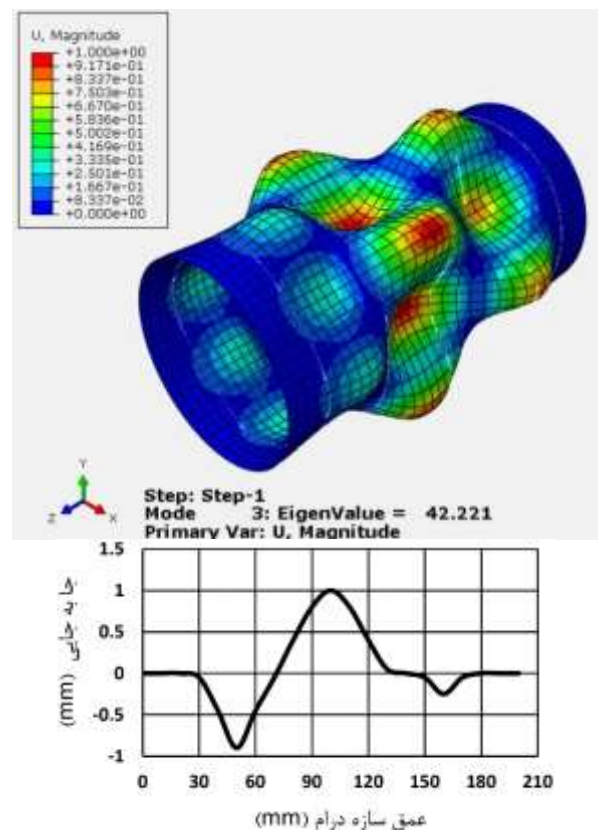 U, Magnitude
+1.000e+00
+9.171e-01
+8.337e-01
+7.503e-01
+6.670e-01
+5.836e-01
+5.002e-01
+4.169e-01
+3.335e-01
+2.501e-01
+1.667e-01
+8.337e-02
+0.000e+00
Y
Z
X
Step: Step-1
Mode 3: EigenValue = 42.221
Primary Var: U, Magnitude
جا به جائی (mm)
1.5
1
0.5
0
-0.5
-1
0 30 60 90 120 150 180 210
عمق سازه درام (mm)